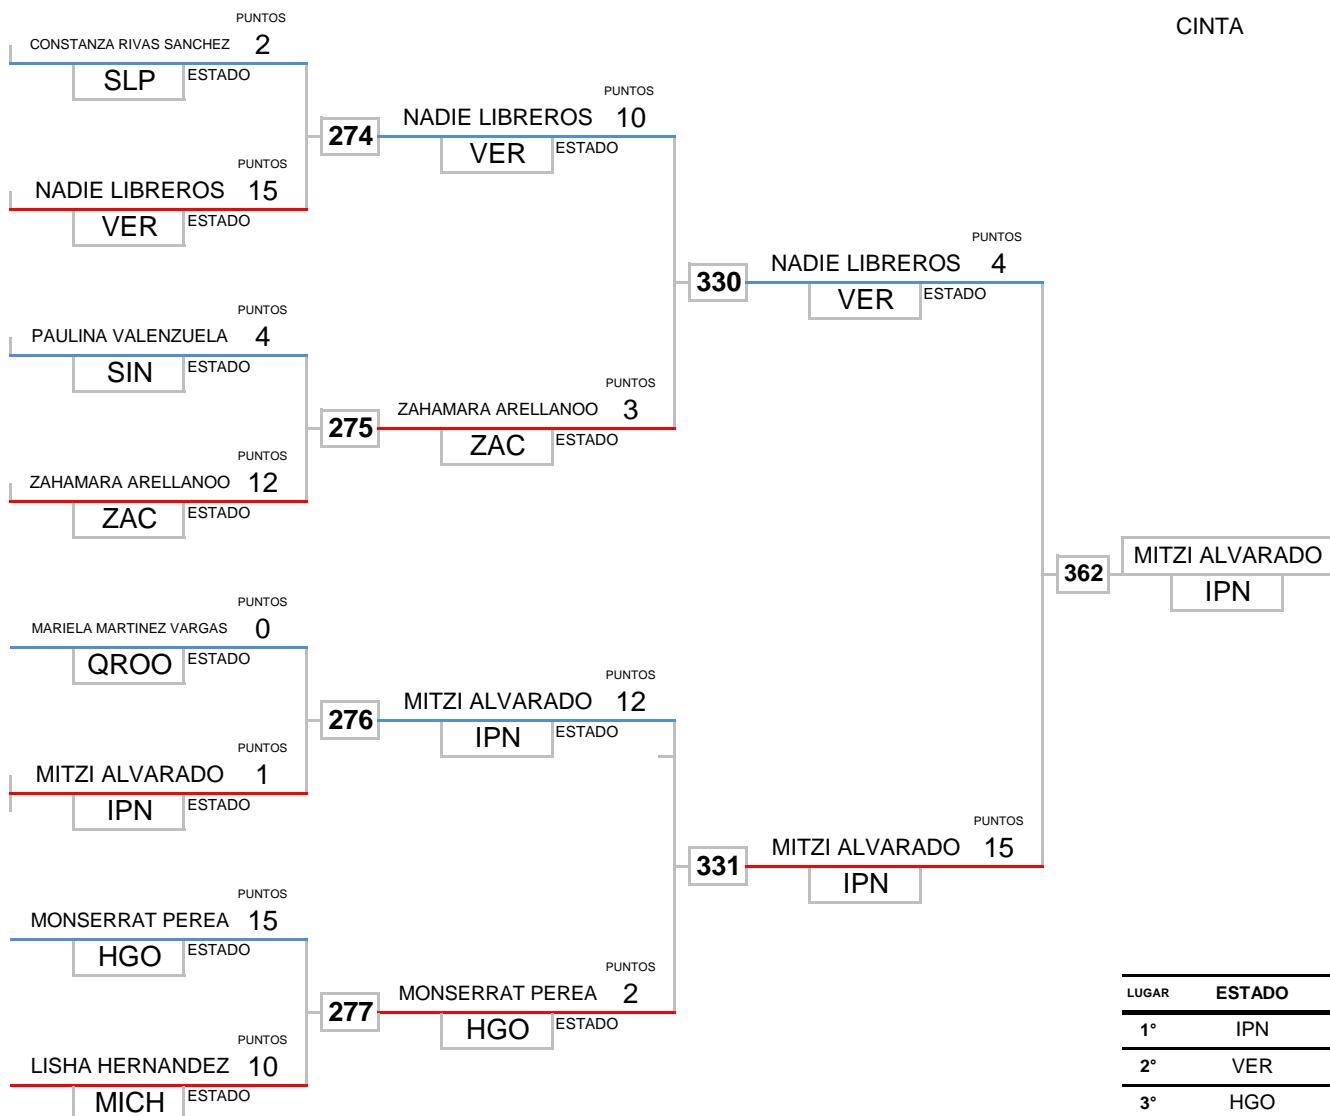 PUNTOS
CINTA
CONSTANZA RIVAS SANCHEZ 2
SLP ESTADO
PUNTOS
274 NADIE LIBREROS 10
VER ESTADO
PUNTOS
NADIE LIBREROS 15
VER ESTADO
PUNTOS
330 NADIE LIBREROS 4
VER ESTADO
PUNTOS
PAULINA VALENZUELA 4
SIN ESTADO
PUNTOS
275 ZAHAMARA ARELLANOO 3
ZAC ESTADO
PUNTOS
ZAHAMARA ARELLANOO 12
ZAC ESTADO
362 MITZI ALVARADO
IPN
PUNTOS
MARIELA MARTINEZ VARGAS 0
QROO ESTADO
PUNTOS
276 MITZI ALVARADO 12
IPN ESTADO
PUNTOS
MITZI ALVARADO 1
IPN ESTADO
PUNTOS
331 MITZI ALVARADO 15
IPN
PUNTOS
MONSERRAT PEREA 15
HGO ESTADO
PUNTOS
277 MONSERRAT PEREA 2
HGO ESTADO
PUNTOS
LISHA HERNANDEZ 10
MICH ESTADO
LUGAR ESTADO
1° IPN
2° VER
3° HGO